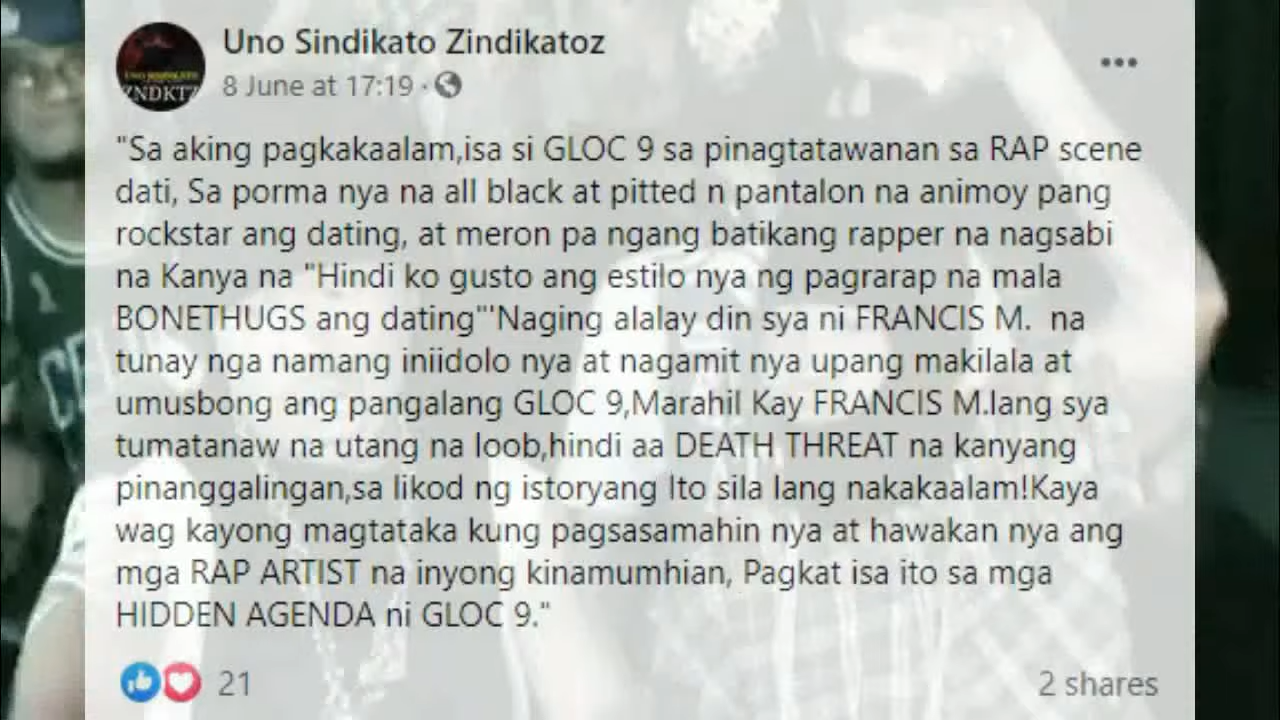 Uno Sindikato Zindikatoz
8 June at 17:19 ·
"Sa aking pagkakaalam,isa si GLOC 9 sa pinagtatawanan sa RAP scene
dati, Sa porma nya na all black at pitted n pantalon na animoy pang
rockstar ang dating, at meron pa ngang batikang rapper na nagsabi
na Kanya na "Hindi ko gusto ang estilo nya ng pagrarap na mala
BONETHUGS ang dating"'Naging alalay din sya ni FRANCIS M. na
tunay nga namang iniidolo nya at nagamit nya upang makilala at
umusbong ang pangalang GLOC 9,Marahil Kay FRANCIS M.lang sya
tumatanaw na utang na loob,hindi aa DEATH THREAT na kanyang
pinanggalingan,sa likod ng istoryang Ito sila lang nakakaalam!Kaya
wag kayong magtataka kung pagsasamahin nya at hawakan nya ang
mga RAP ARTIST na inyong kinamumhian, Pagkat isa ito sa mga
HIDDEN AGENDA ni GLOC 9."
21
2 shares